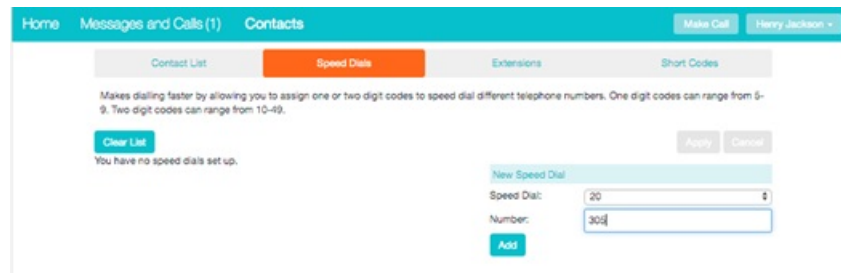 Home Messages and Calls (1) Contacts Make Call Henry Jackson
Contact List Speed Dials Extensions Short Codes
Makes dialling faster by allowing you to assign one or two digit codes to speed dial different telephone numbers. One digit codes can range from 5-
9. Two digit codes can range from 10-49.
Clear List Apply Cancel
You have no speed dials set up.
New Speed Dial
Speed Dial: 20
Number: 305
Add